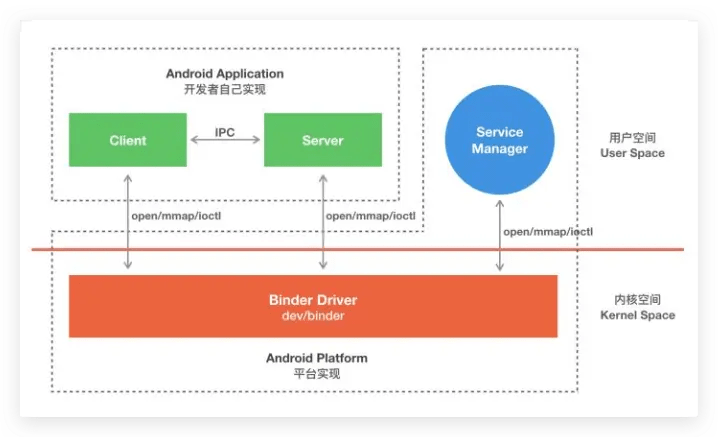 Android Application
开发者自己实现
Client
IPC
Server
Service
Manager
用户空间
User Space
open/mmap/ioctl
open/mmap/ioctl
open/mmap/ioctl
Binder Driver
dev/binder
内核空间
Kernel Space
Android Platform
平台实现